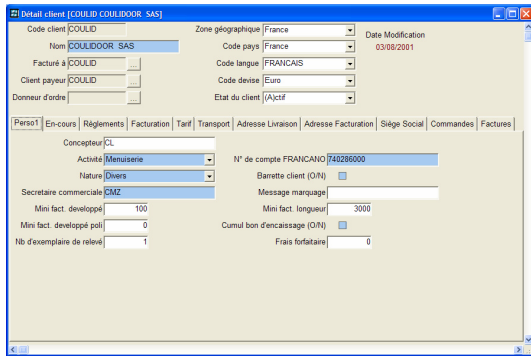 Détail client [COULID COULIDOOR SAS]
Code client COULID Zone géographique France Date Modification
Nom COULIDOOR SAS Code pays France 03/08/2001
Facturé à COULID ... Code langue FRANCAIS
Client payeur COULID ... Code devise Euro
Donneur d'ordre ... Etat du client (A)ctif
Perso1 En-cours Réglements Facturation Tarif Transport Adresse Livraison Adresse Facturation Siège Social Commandes Factures
Concepteur CL
Activité Menuiserie N° de compte FRANCANO 740286000
Nature Divers Barrette client (O/N)
Secretaire commerciale CMZ Message marquage
Mini fact. developpé 100 Mini fact. longueur 3000
Mini fact. developpé poli 0 Cumul bon d'encaissage (O/N)
Nb d'exemplaire de relevé 1 Frais forfaitaire 0